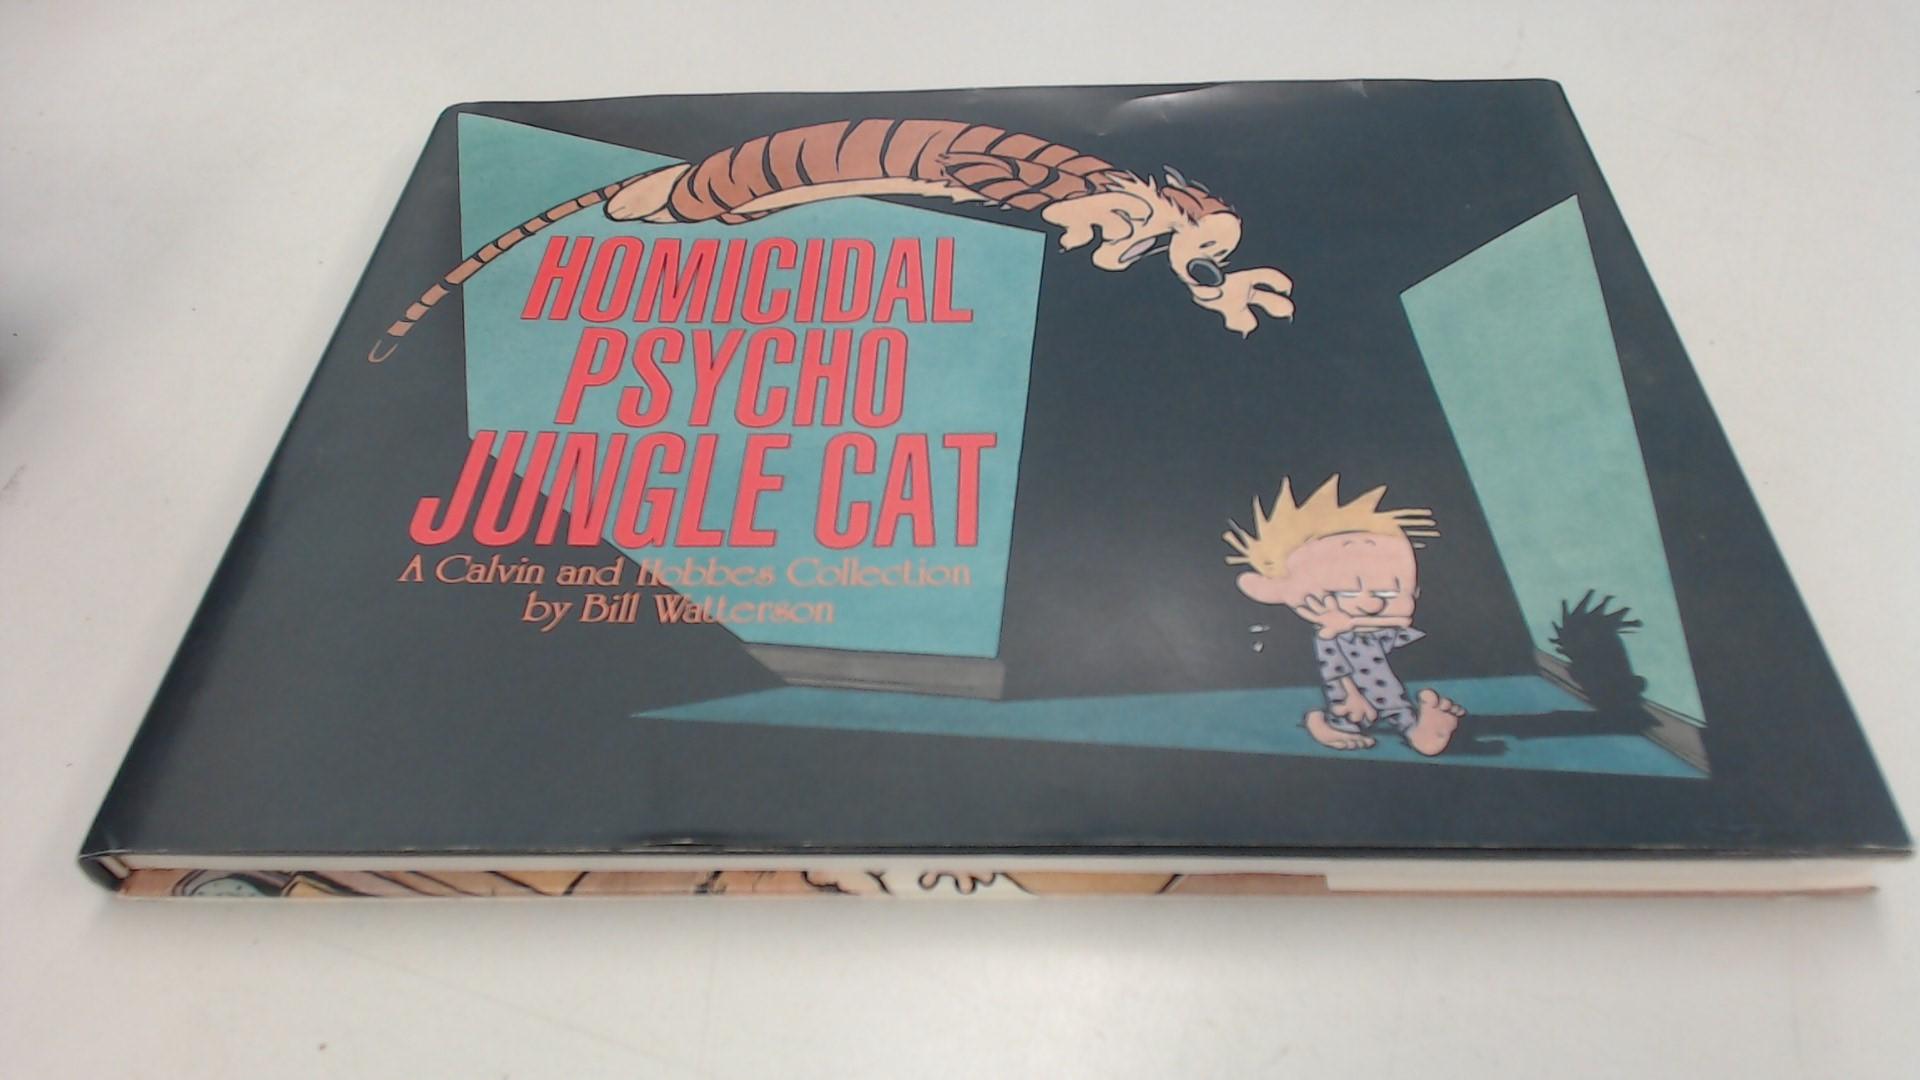 HOMICIDAL
PSYCHO
JUNGLE CAT
A Calvin and Hobbes Collection
by Bill Watterson